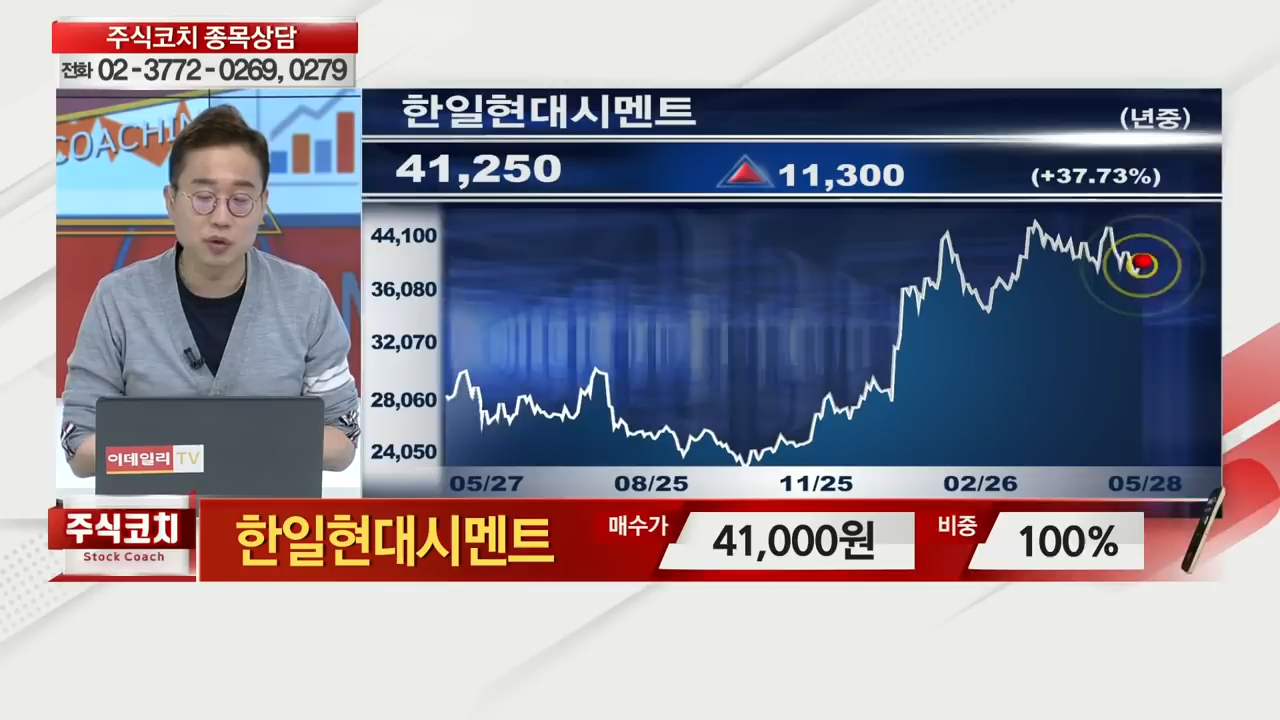 주식코치 종목상담
전화 02-3772-0269, 0279
COACHIN
한일현대시멘트 (년중)
41,250 11,300 (+37.73%)
44,100
36,080
32,070
28,060
24,050
05/27 08/25 11/25 02/26 05/28
이데일리 TV
주식코치
Stock Coach
한일현대시멘트 매수가 41,000원 비중 100%